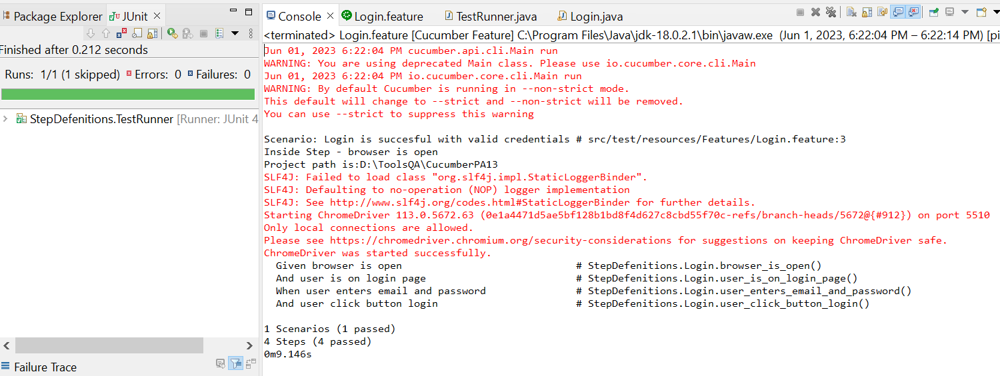 Package Explorer
JUnit
Console
Login.feature
TestRunner.java
Login.java
Finished after 0.212 seconds
Runs: 1/1 (1 skipped)
Errors: 0
Failures: 0
StepDefenitions.TestRunner [Runner: JUnit 4
Failure Trace
<terminated> Login.feature [Cucumber Feature] C:\Program Files\Java\jdk-18.0.2.1\bin\javaw.exe (Jun 1, 2023, 6:22:04 PM – 6:22:14 PM) [pi
Jun 01, 2023 6:22:04 PM cucumber.api.cli.Main run
WARNING: You are using deprecated Main class. Please use io.cucumber.core.cli.Main
Jun 01, 2023 6:22:04 PM io.cucumber.core.cli.Main run
WARNING: By default Cucumber is running in --non-strict mode.
This default will change to --strict and --non-strict will be removed.
You can use --strict to suppress this warning
Scenario: Login is succesful with valid credentials # src/test/resources/Features/Login.feature:3
Inside Step - browser is open
Project path is:D:\ToolsQA\CucumberPA13
SLF4J: Failed to load class "org.slf4j.impl.StaticLoggerBinder".
SLF4J: Defaulting to no-operation (NOP) logger implementation
SLF4J: See http://www.slf4j.org/codes.html#StaticLoggerBinder for further details.
Starting ChromeDriver 113.0.5672.63 (0e1a4471d5ae5bf128b1bd8f4d627c8cbd55f70c-refs/branch-heads/5672@{#912}) on port 5510
Only local connections are allowed.
Please see https://chromedriver.chromium.org/security-considerations for suggestions on keeping ChromeDriver safe.
ChromeDriver was started successfully.
Given browser is open # StepDefenitions.Login.browser_is_open()
And user is on login page # StepDefenitions.Login.user_is_on_login_page()
When user enters email and password # StepDefenitions.Login.user_enters_email_and_password()
And user click button login # StepDefenitions.Login.user_click_button_login()
1 Scenarios (1 passed)
4 Steps (4 passed)
0m9.146s